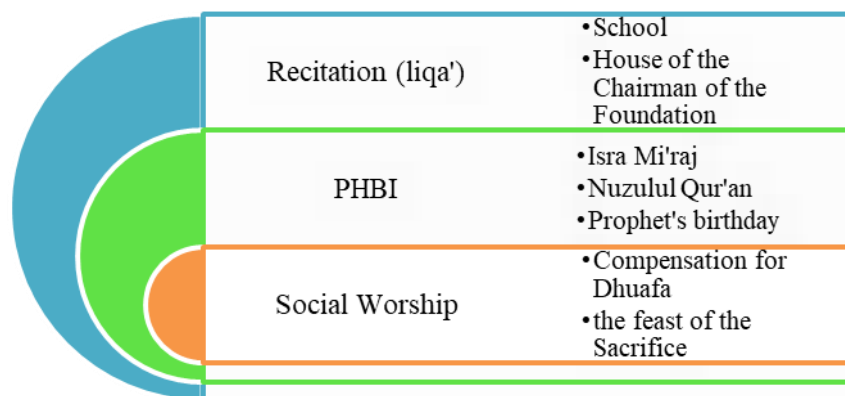 Recitation (liqa')
•School
•House of the
Chairman of the
Foundation
PHBI
•Isra Mi'raj
•Nuzulul Qur'an
•Prophet's birthday
Social Worship
•Compensation for
Dhuafa
•the feast of the
Sacrifice